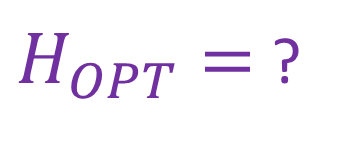 H_OPT = ?